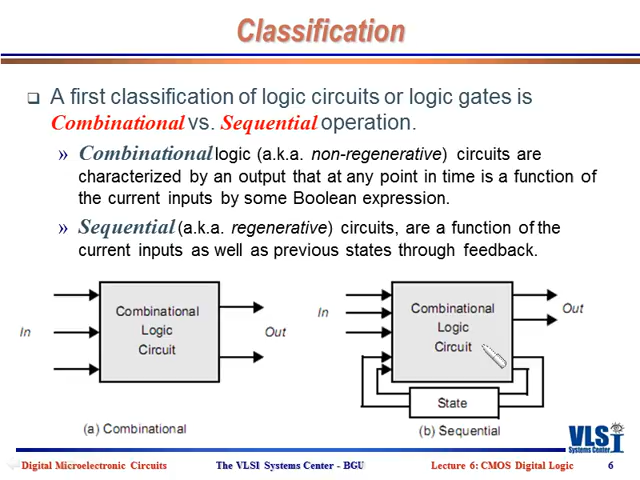 Classification
A first classification of logic circuits or logic gates is
Combinational vs. Sequential operation.
» Combinational logic (a.k.a. non-regenerative) circuits are
characterized by an output that at any point in time is a function of
the current inputs by some Boolean expression.
» Sequential (a.k.a. regenerative) circuits, are a function of the
current inputs as well as previous states through feedback.
In
Combinational
Logic
Circuit
Out
(a) Combinational
In
Combinational
Logic
Circuit
Out
State
(b) Sequential
VLSI
Systems Center
Digital Microelectronic Circuits
The VLSI Systems Center - BGU
Lecture 6: CMOS Digital Logic
6